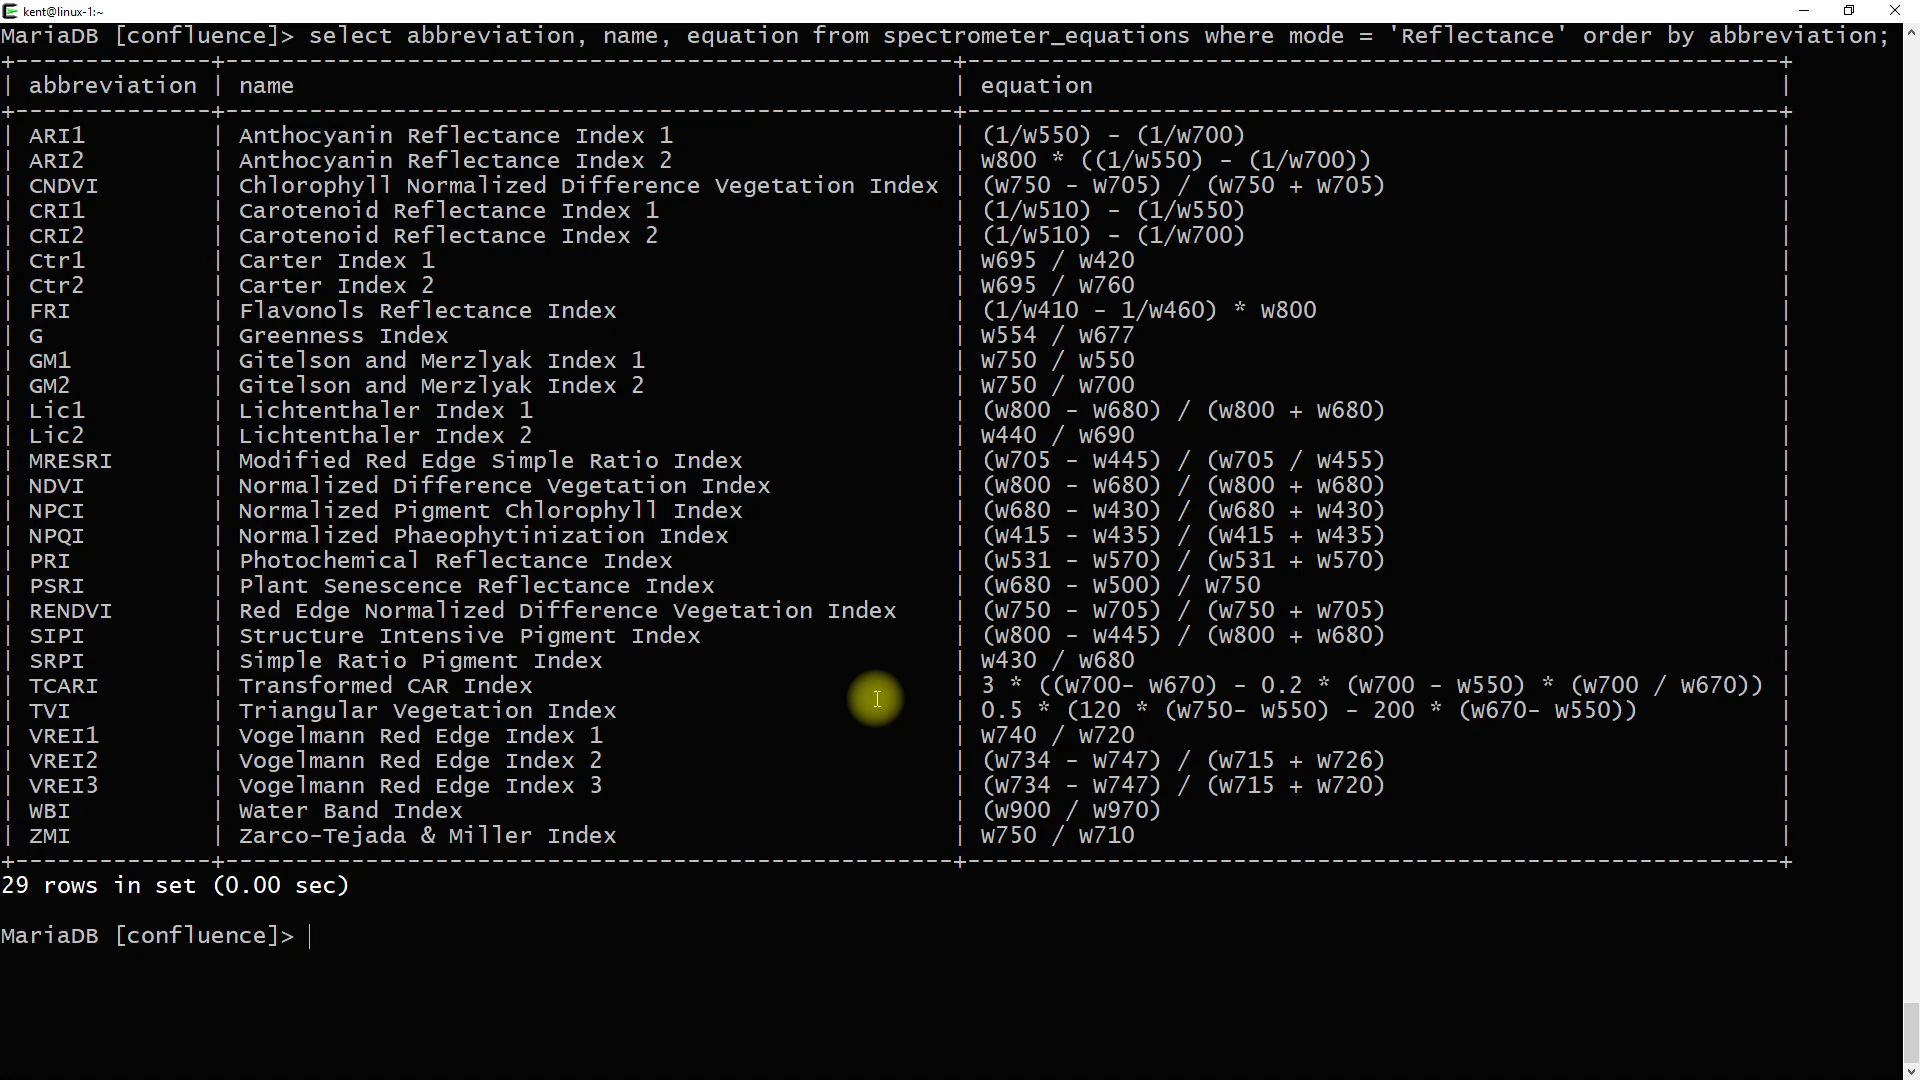 kent@linux-1:~
MariaDB [confluence]> select abbreviation, name, equation from spectrometer_equations where mode = 'Reflectance' order by abbreviation;
+--------------+----------------------------------------------------+----------------------------------------------------------+
| abbreviation | name | equation |
+--------------+----------------------------------------------------+----------------------------------------------------------+
| ARI1 | Anthocyanin Reflectance Index 1 | (1/w550) - (1/w700) |
| ARI2 | Anthocyanin Reflectance Index 2 | w800 * ((1/w550) - (1/w700)) |
| CNDVI | Chlorophyll Normalized Difference Vegetation Index | (w750 - w705) / (w750 + w705) |
| CRI1 | Carotenoid Reflectance Index 1 | (1/w510) - (1/w550) |
| CRI2 | Carotenoid Reflectance Index 2 | (1/w510) - (1/w700) |
| Ctr1 | Carter Index 1 | w695 / w420 |
| Ctr2 | Carter Index 2 | w695 / w760 |
| FRI | Flavonols Reflectance Index | (1/w410 - 1/w460) * w800 |
| G | Greenness Index | w554 / w677 |
| GM1 | Gitelson and Merzlyak Index 1 | w750 / w550 |
| GM2 | Gitelson and Merzlyak Index 2 | w750 / w700 |
| Lic1 | Lichtenthaler Index 1 | (w800 - w680) / (w800 + w680) |
| Lic2 | Lichtenthaler Index 2 | w440 / w690 |
| MRESRI | Modified Red Edge Simple Ratio Index | (w705 - w445) / (w705 / w455) |
| NDVI | Normalized Difference Vegetation Index | (w800 - w680) / (w800 + w680) |
| NPCI | Normalized Pigment Chlorophyll Index | (w680 - w430) / (w680 + w430) |
| NPQI | Normalized Phaeophytinization Index | (w415 - w435) / (w415 + w435) |
| PRI | Photochemical Reflectance Index | (w531 - w570) / (w531 + w570) |
| PSRI | Plant Senescence Reflectance Index | (w680 - w500) / w750 |
| RENDVI | Red Edge Normalized Difference Vegetation Index | (w750 - w705) / (w750 + w705) |
| SIPI | Structure Intensive Pigment Index | (w800 - w445) / (w800 + w680) |
| SRPI | Simple Ratio Pigment Index | w430 / w680 |
| TCARI | Transformed CAR Index | 3 * ((w700- w670) - 0.2 * (w700 - w550) * (w700 / w670)) |
| TVI | Triangular Vegetation Index | 0.5 * (120 * (w750- w550) - 200 * (w670- w550)) |
| VREI1 | Vogelmann Red Edge Index 1 | w740 / w720 |
| VREI2 | Vogelmann Red Edge Index 2 | (w734 - w747) / (w715 + w726) |
| VREI3 | Vogelmann Red Edge Index 3 | (w734 - w747) / (w715 + w720) |
| WBI | Water Band Index | (w900 / w970) |
| ZMI | Zarco-Tejada & Miller Index | w750 / w710 |
+--------------+----------------------------------------------------+----------------------------------------------------------+
29 rows in set (0.00 sec)
MariaDB [confluence]>